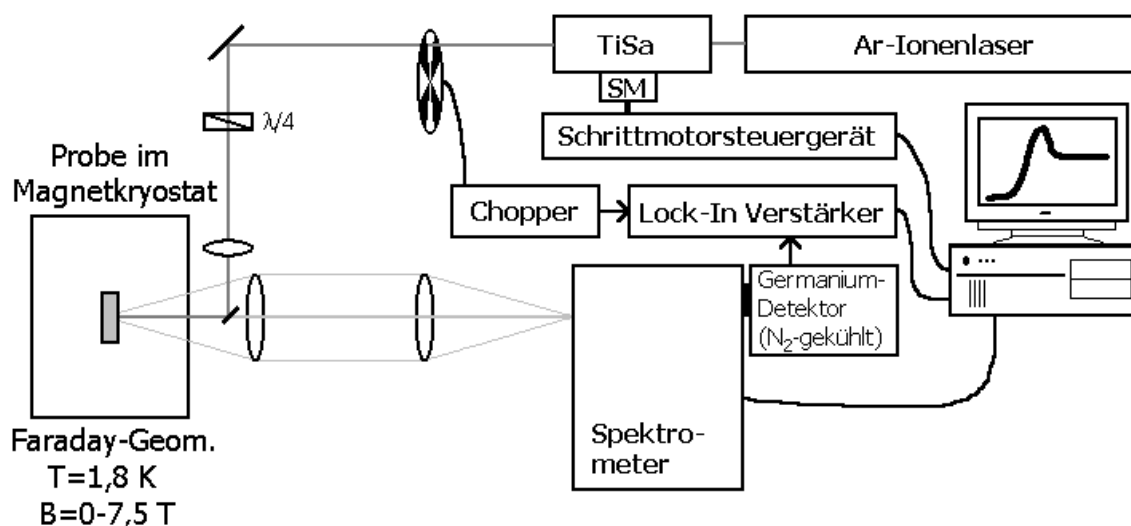 TiSa
Ar-Ionenlaser
SM
λ/4
Schrittmotorsteuergerät
Probe im
Magnetkryostat
Chopper
Lock-In Verstärker
Germanium-
Detektor
(N₂-gekühlt)
Spektro-
meter
Faraday-Geom.
T=1,8 K
B=0-7,5 T